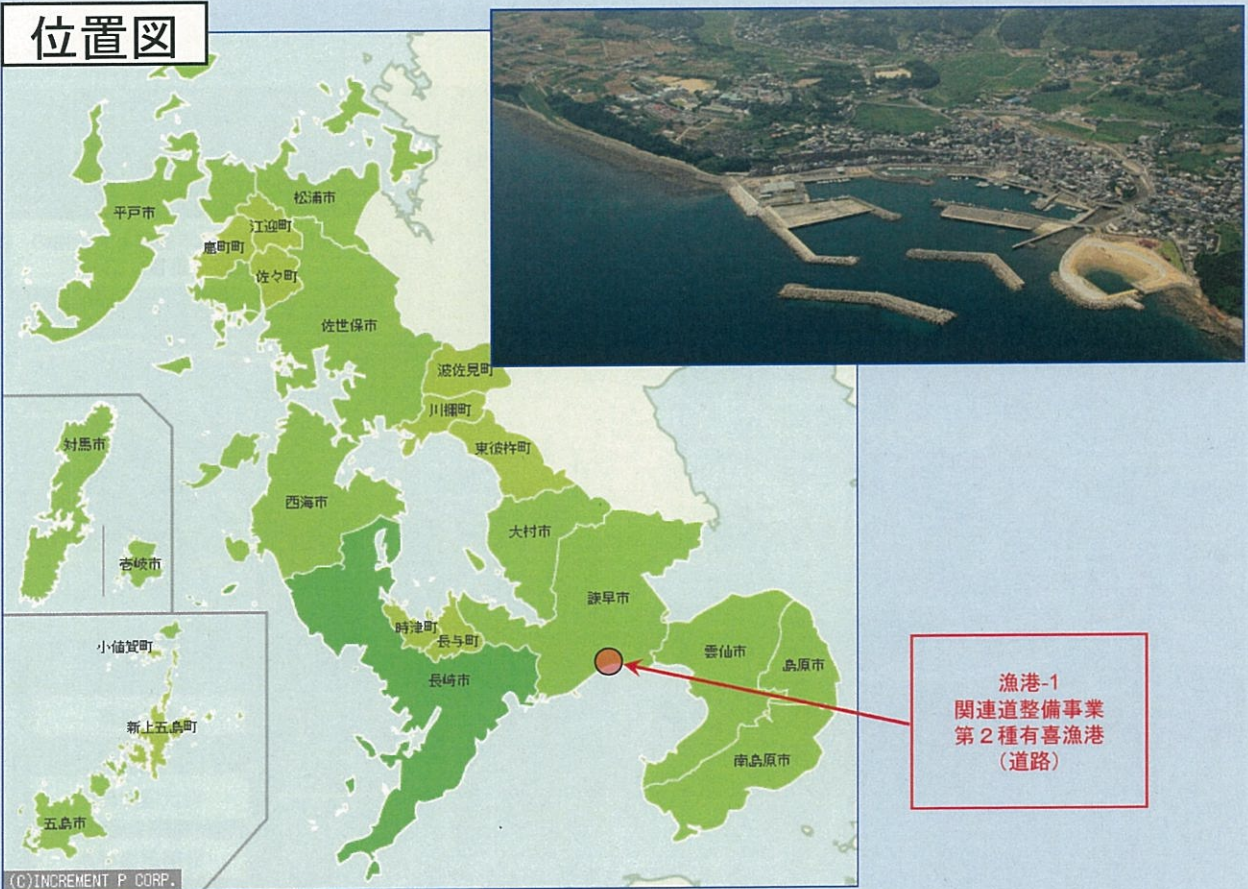 位置図
平戸市
松浦市
江迎町
鹿町町
佐々町
佐世保市
波佐見町
川棚町
東彼杵町
対馬市
壱岐市
西海市
大村市
諫早市
時津町
長与町
長崎市
雲仙市
島原市
南島原市
小値賀町
新上五島町
五島市
漁港-1
関連道整備事業
第2種有喜漁港
(道路)
(C)INCREMENT P CORP.